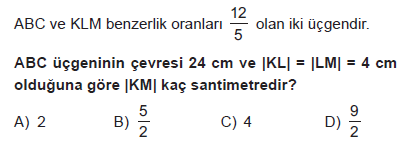 ABC ve KLM benzerlik oranları 12/5 olan iki üçgendir.
ABC üçgeninin çevresi 24 cm ve |KL| = |LM| = 4 cm
olduğuna göre |KM| kaç santimetredir?
A) 2 B) 5/2 C) 4 D) 9/2